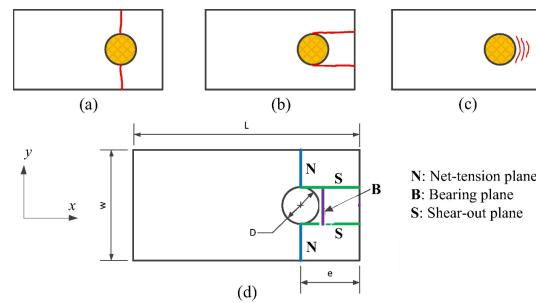 (a)
(b)
(c)
L
y
x
W
N
S
B
D
S
N
e
N: Net-tension plane
B: Bearing plane
S: Shear-out plane
(d)